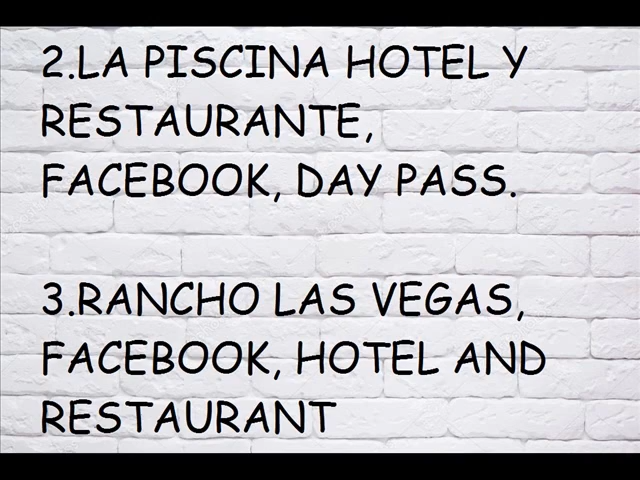 2.LA PISCINA HOTEL Y
RESTAURANTE,
FACEBOOK, DAY PASS.
3.RANCHO LAS VEGAS,
FACEBOOK, HOTEL AND
RESTAURANT